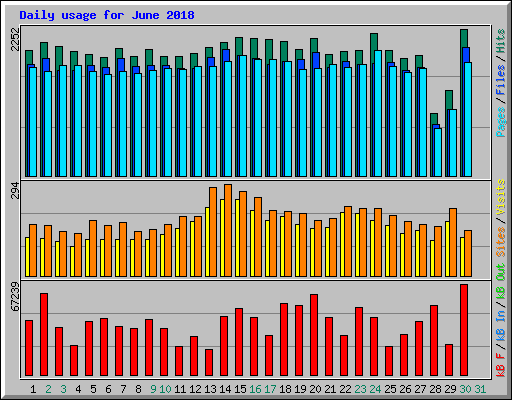 Daily usage for June 2018
2252
Pages / Files / Hits
294
Sites / Visits
67239
kB F / kB In / kB Out
1 2 3 4 5 6 7 8 9 10 11 12 13 14 15 16 17 18 19 20 21 22 23 24 25 26 27 28 29 30 31